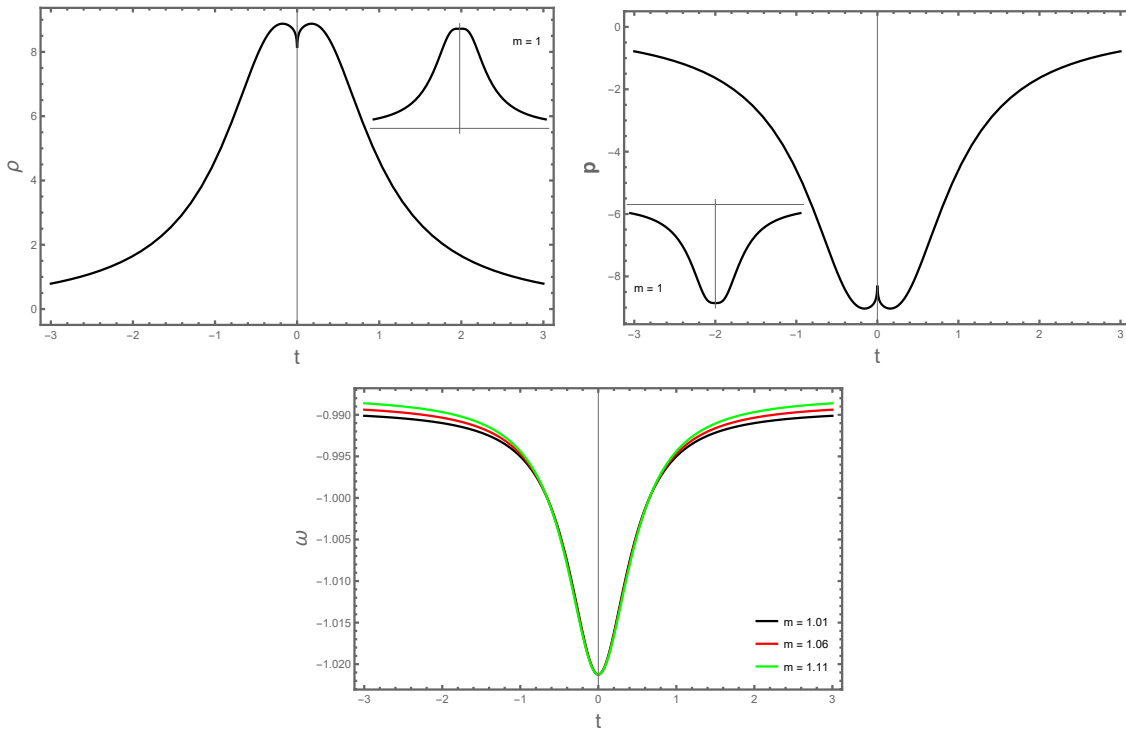 8
6
4
2
0
ρ
m = 1
−3 −2 −1 0 1 2 3
t
0
−2
−4
−6
−8
p
m = 1
−3 −2 −1 0 1 2 3
t
−0.990
−0.995
−1.000
−1.005
−1.010
−1.015
−1.020
ω
m = 1.01
m = 1.06
m = 1.11
−3 −2 −1 0 1 2 3
t